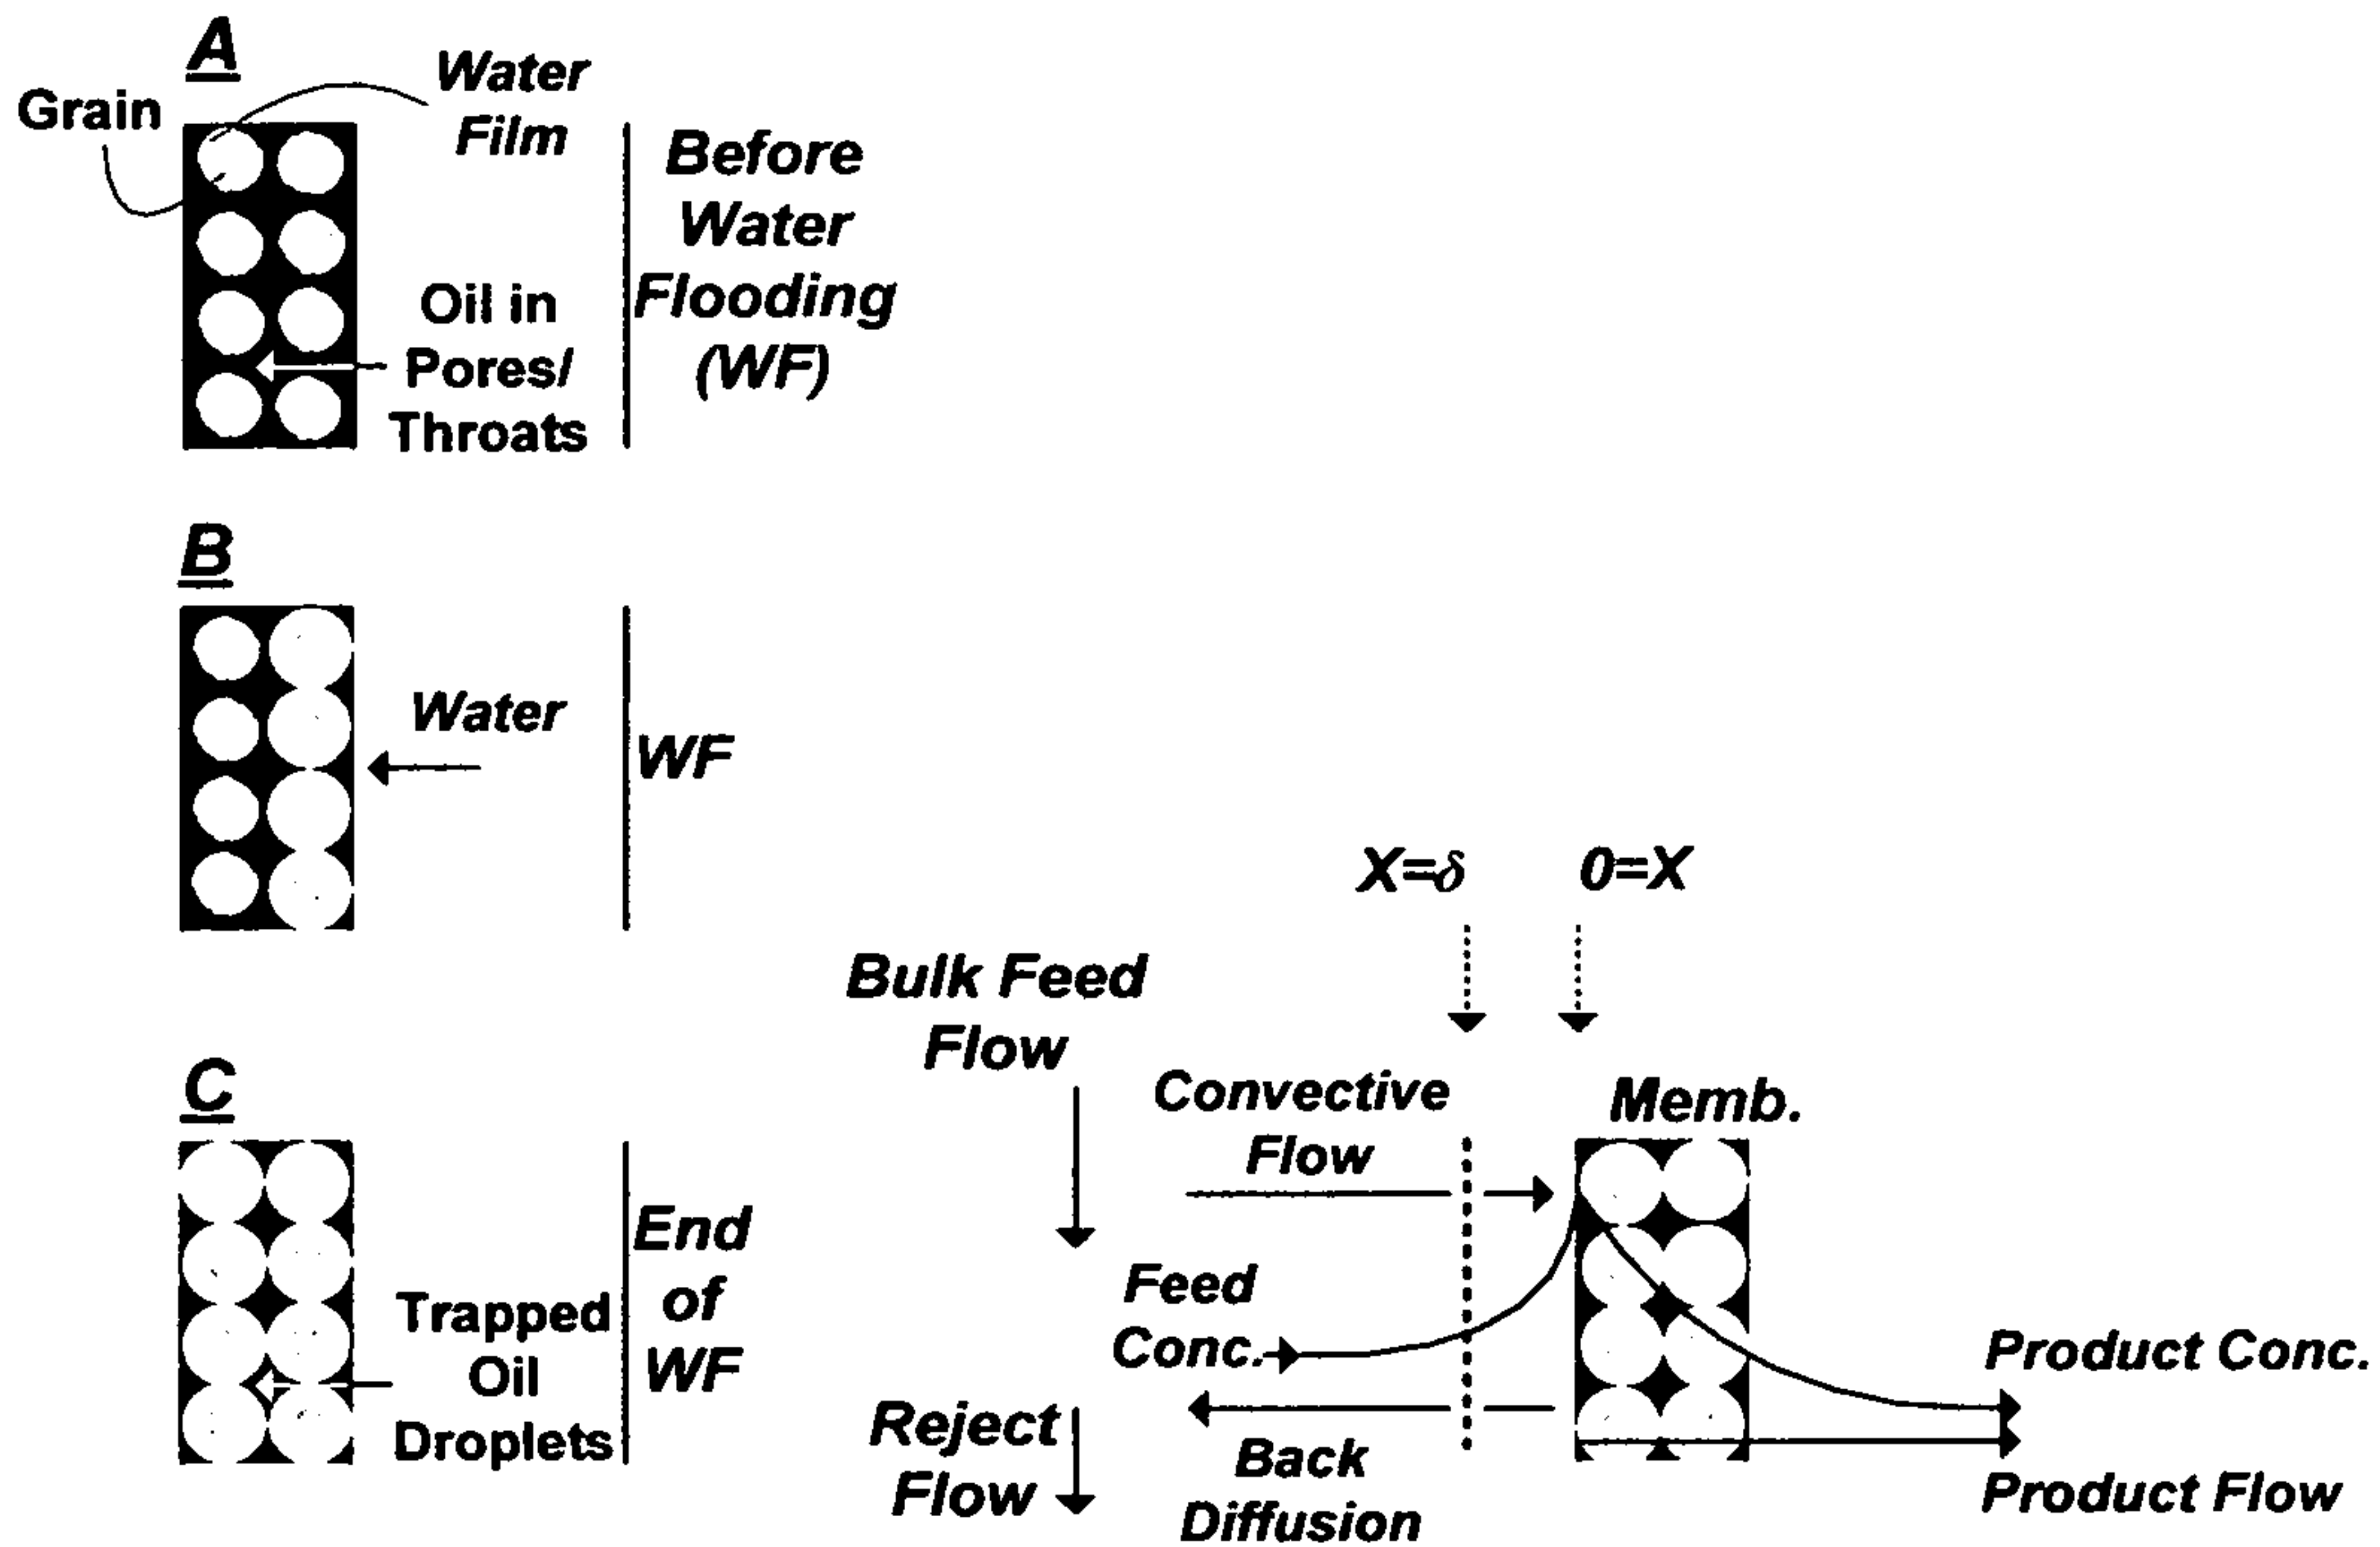 A
Grain
Water
Film
Before
Water
Flooding
(WF)
Oil in
Pores/
Throats
B
Water
WF
X=δ
0=X
Bulk Feed
Flow
C
Convective
Flow
Memb.
End
of
WF
Trapped
Oil
Droplets
Feed
Conc.
Product Conc.
Reject
Flow
Back
Diffusion
Product Flow